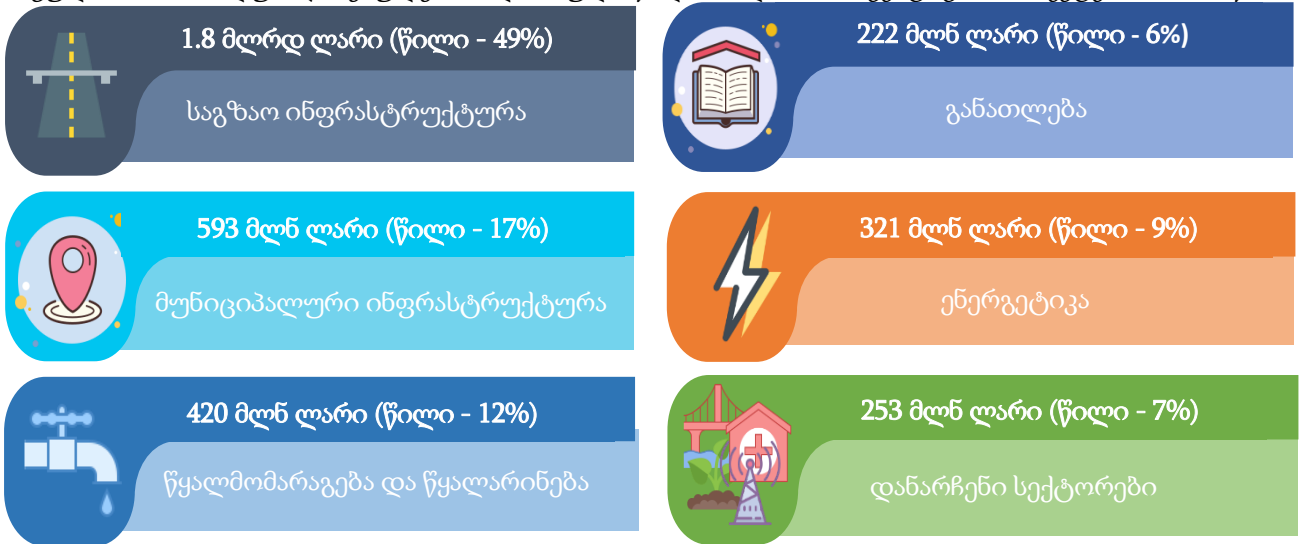 1.8 მლრდ ლარი (წილი - 49%)
საგზაო ინფრასტრუქტურა
222 მლნ ლარი (წილი - 6%)
განათლება
593 მლნ ლარი (წილი - 17%)
მუნიციპალური ინფრასტრუქტურა
321 მლნ ლარი (წილი - 9%)
ენერგეტიკა
420 მლნ ლარი (წილი - 12%)
წყალმომარაგება და წყალარინება
253 მლნ ლარი (წილი - 7%)
დანარჩენი სექტორები